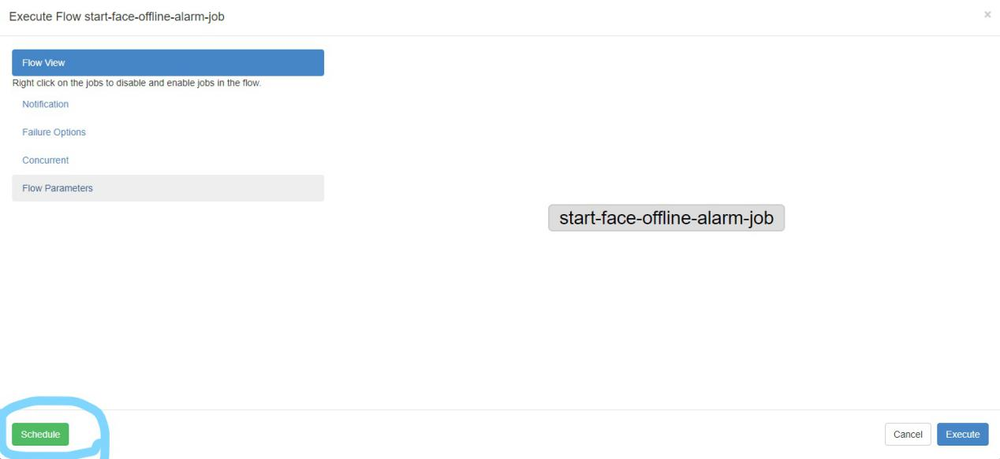 Execute Flow start-face-offline-alarm-job
×
Flow View
Right click on the jobs to disable and enable jobs in the flow.
Notification
Failure Options
Concurrent
Flow Parameters
start-face-offline-alarm-job
Schedule
Cancel
Execute